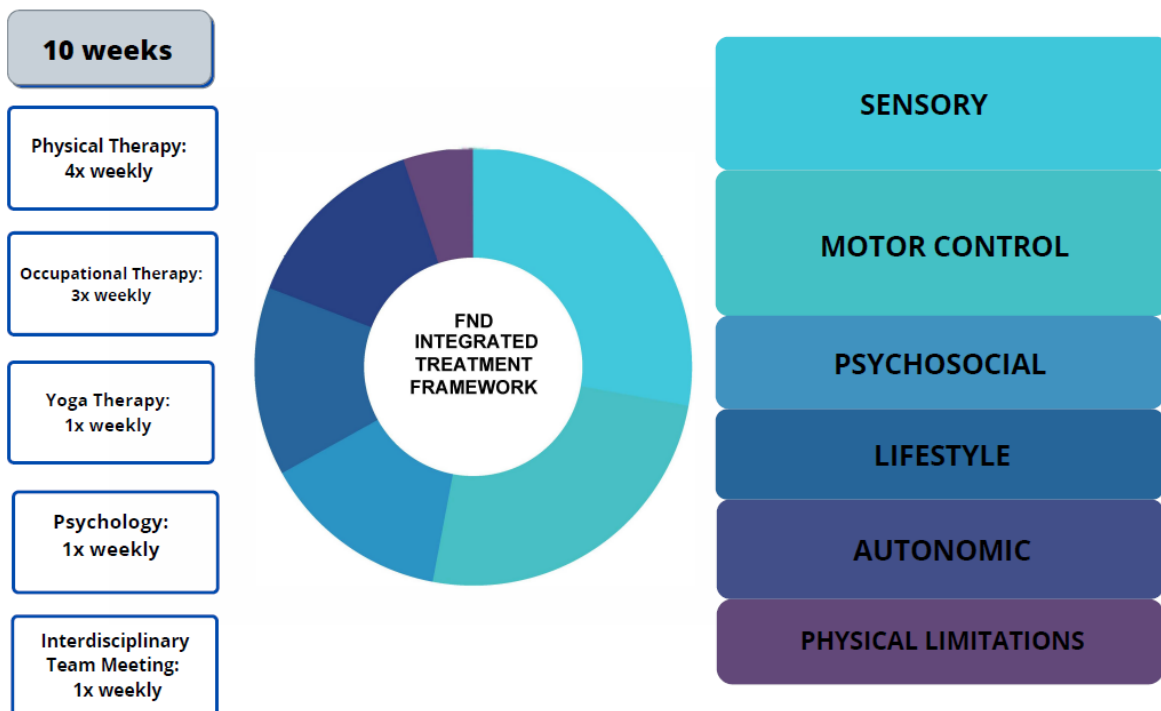 10 weeks
Physical Therapy:
4x weekly
Occupational Therapy:
3x weekly
Yoga Therapy:
1x weekly
Psychology:
1x weekly
Interdisciplinary
Team Meeting:
1x weekly
FND
INTEGRATED
TREATMENT
FRAMEWORK
SENSORY
MOTOR CONTROL
PSYCHOSOCIAL
LIFESTYLE
AUTONOMIC
PHYSICAL LIMITATIONS